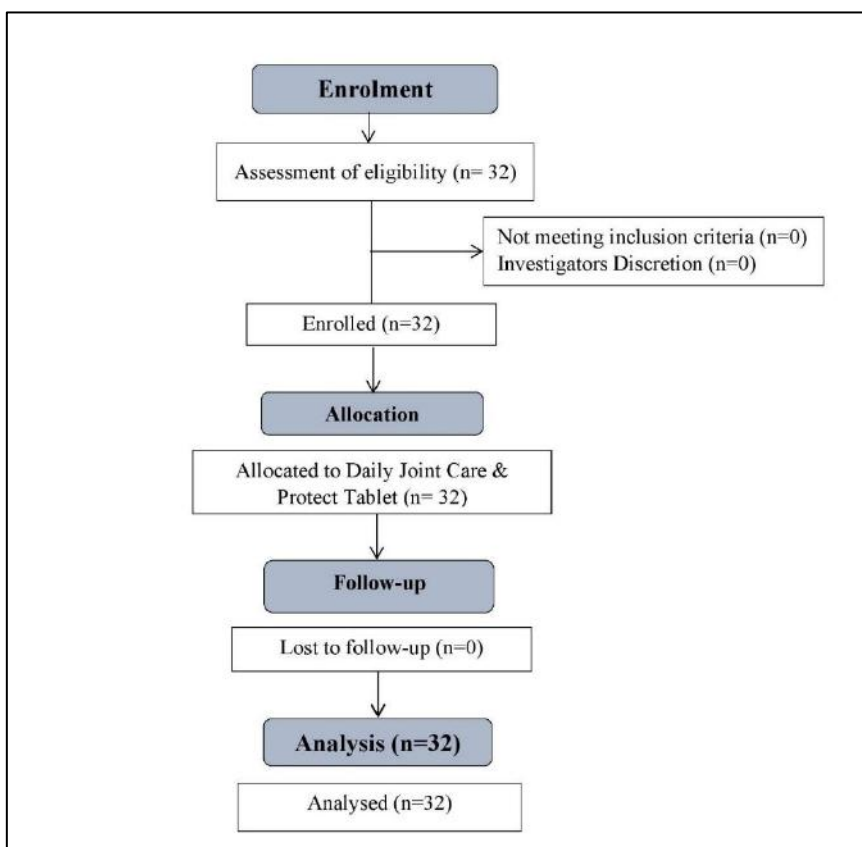 Enrolment
Assessment of eligibility (n= 32)
Not meeting inclusion criteria (n=0)
Investigators Discretion (n=0)
Enrolled (n=32)
Allocation
Allocated to Daily Joint Care &
Protect Tablet (n= 32)
Follow-up
Lost to follow-up (n=0)
Analysis (n=32)
Analysed (n=32)